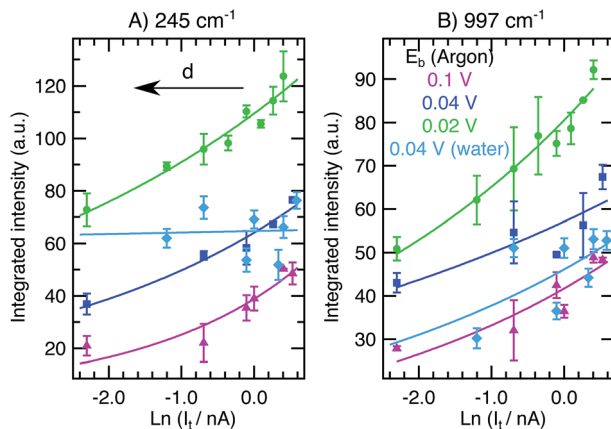 A) 245 cm⁻¹
B) 997 cm⁻¹
Integrated intensity (a.u.)
120
100
80
60
40
20
d
-2.0
-1.0
0.0
Ln (Iₜ / nA)
Integrated intensity (a.u.)
90
80
70
60
50
40
30
E_b (Argon)
0.1 V
0.04 V
0.02 V
0.04 V (water)
-2.0
-1.0
0.0
Ln (Iₜ / nA)